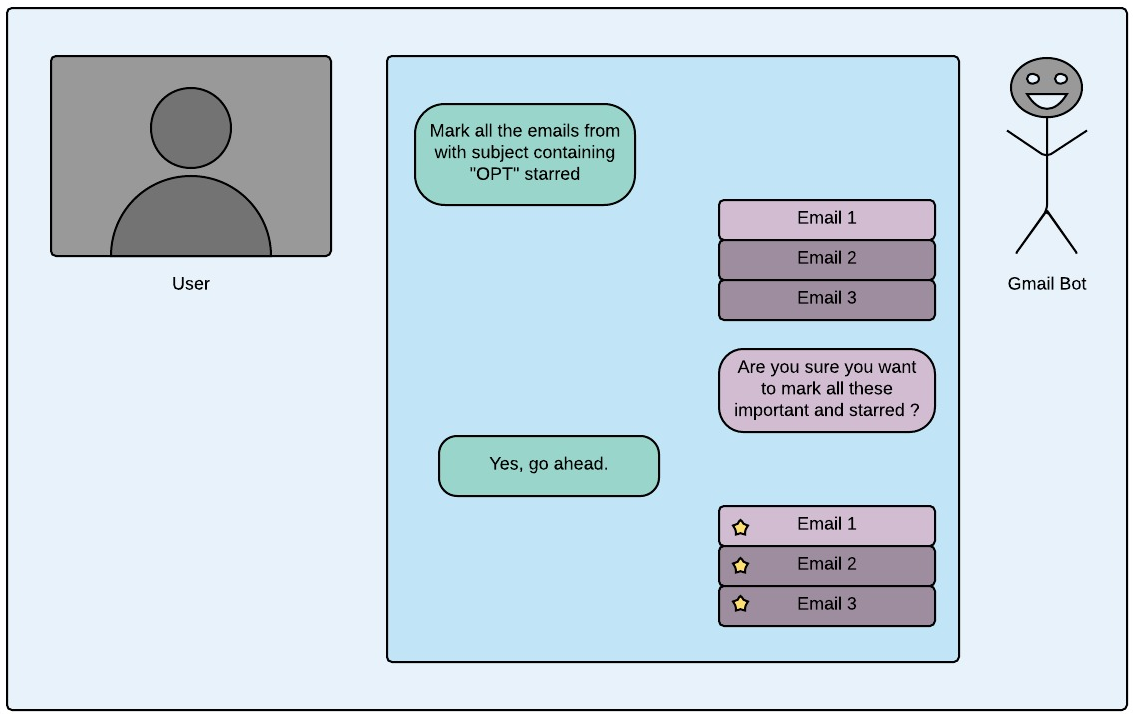 Mark all the emails from
with subject containing
"OPT" starred
Email 1
Email 2
Email 3
User
Gmail Bot
Are you sure you want
to mark all these
important and starred ?
Yes, go ahead.
Email 1
Email 2
Email 3